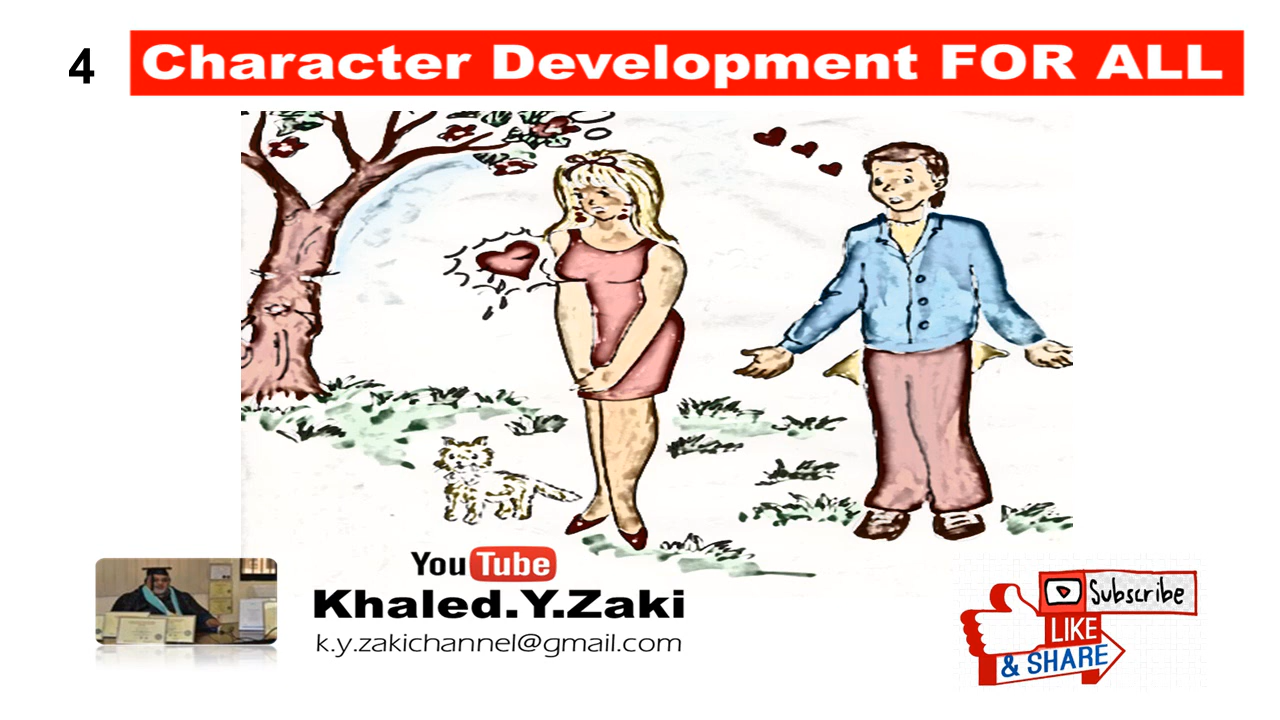 4 Character Development FOR ALL
YouTube
Khaled.Y.Zaki
k.y.zakichannel@gmail.com
Subscribe
LIKE
& SHARE